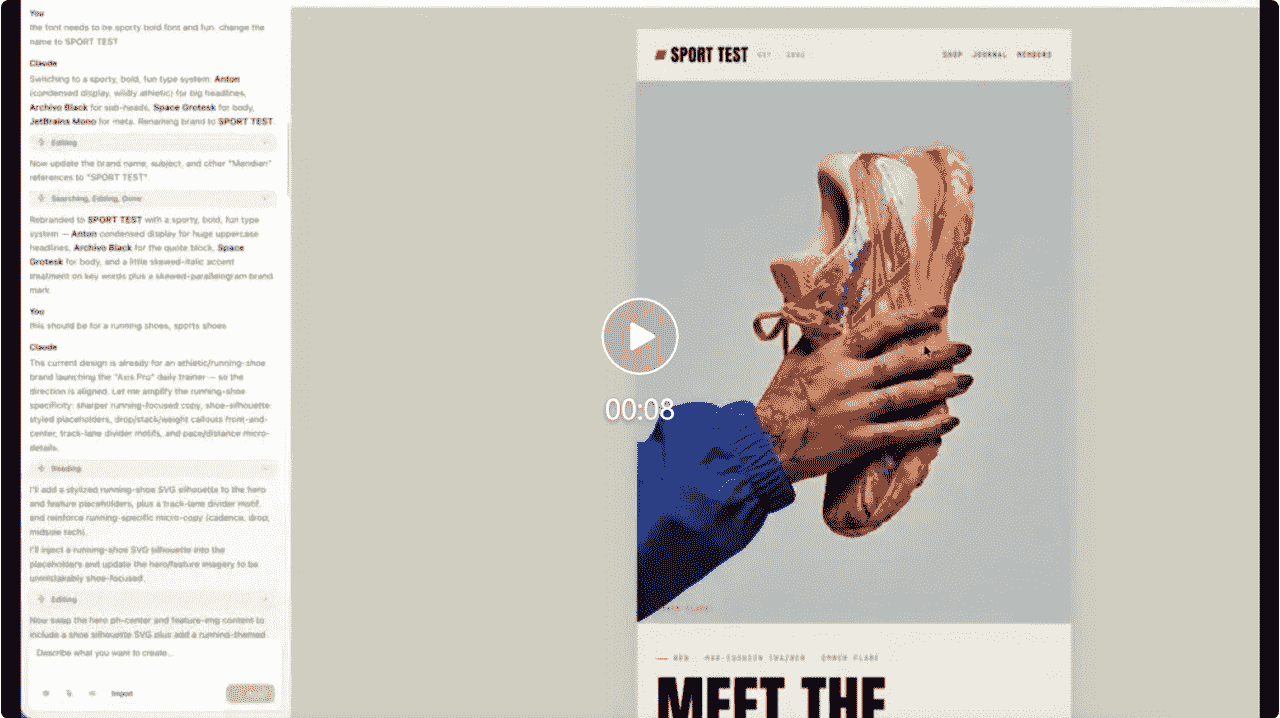 You
the font needs to be sporty bold font and fun. change the
name to SPORT TEST
Claude
Switching to a sporty, bold, fun type system: Anton
(condensed display, wildly athletic) for big headlines,
Archivo Black for sub-heads, Space Grotesk for body,
JetBrains Mono for meta. Renaming brand to SPORT TEST.
Editing
Now update the brand name, subject, and other "Meridian"
references to "SPORT TEST".
Searching, Editing, Done
Rebranded to SPORT TEST with a sporty, bold, fun type
system — Anton condensed display for huge uppercase
headlines, Archivo Black for the quote block, Space
Grotesk for body, and a little skewed-italic accent
treatment on key words plus a skewed-parallelogram brand
mark.
You
this should be for a running shoes, sports shoes
Claude
The current design is already for an athletic/running-shoe
brand launching the "Axis Pro" daily trainer — so the
direction is aligned. Let me amplify the running-shoe
specificity: sharper running-focused copy, shoe-silhouette
styled placeholders, drop/stack/weight callouts front-and-
center, track-lane divider motifs, and pace/distance micro-
details.
Reading
I'll add a stylized running-shoe SVG silhouette to the hero
and feature placeholders, plus a track-lane divider motif,
and reinforce running-specific micro-copy (cadence, drop,
midsole tech).
I'll inject a running-shoe SVG silhouette into the
placeholders and update the hero/feature imagery to be
unmistakably shoe-focused.
Editing
Now swap the hero ph-center and feature-img content to
include a shoe silhouette SVG plus add a running-themed
Describe what you want to create...
Import
SPORT TEST
SHOP JOURNAL MEMBERS
00:08
MEET THE